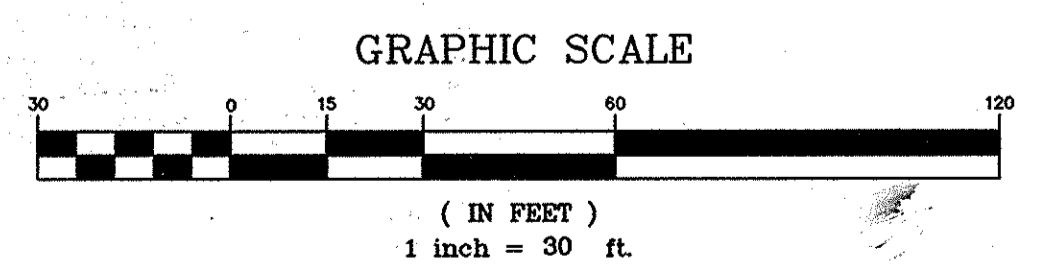 GRAPHIC SCALE
30 0 15 30 60 120
( IN FEET )
1 inch = 30 ft.